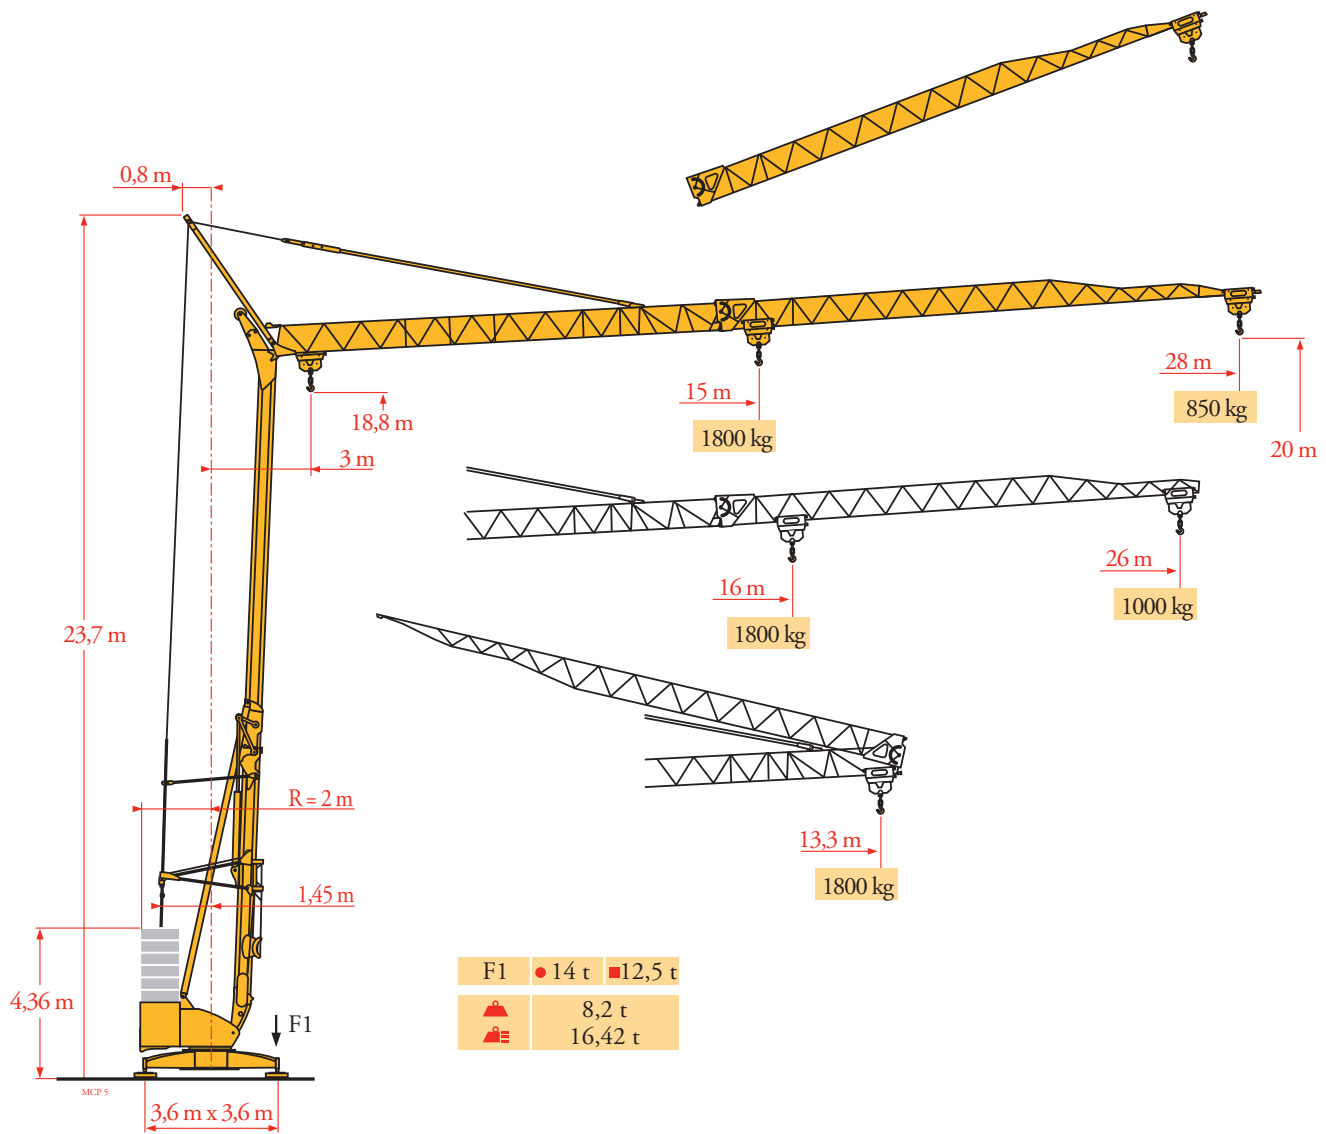 0,8 m
15 m
28 m
18,8 m
850 kg
1800 kg
20 m
3 m
16 m
26 m
1000 kg
1800 kg
23,7 m
R = 2 m
13,3 m
1800 kg
1,45 m
F1 14 t 12,5 t
4,36 m
8,2 t
F1
16,42 t
MCP 5
3,6 m x 3,6 m